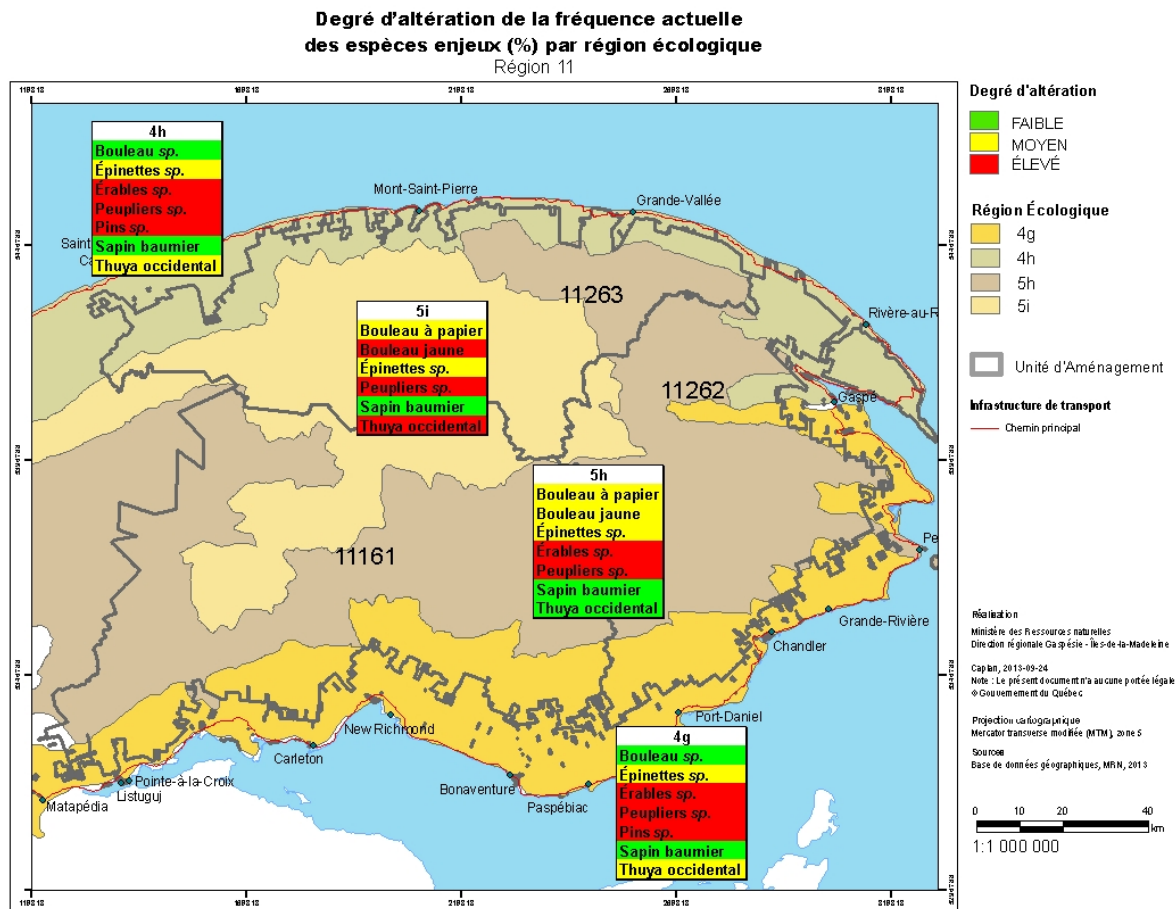 Degré d'altération de la fréquence actuelle
des espèces enjeux (%) par région écologique
Région 11
4h
Bouleau sp.
Épinettes sp.
Érables sp.
Peupliers sp.
Pins sp.
Sapin baumier
Thuya occidental
Mont-Saint-Pierre
Grande-Vallée
11263
Rivère-au-R
5i
Bouleau à papier
Bouleau jaune
Épinettes sp.
Peupliers sp.
Sapin baumier
Thuya occidental
11262
Gaspé
5h
Bouleau à papier
Bouleau jaune
Épinettes sp.
Érables sp.
Peupliers sp.
Sapin baumier
Thuya occidental
11161
Pe
Grande-Rivière
Chandler
Port-Daniel
New Richmond
Carleton
Bonaventure
Paspébiac
Pointe-à-la-Croix
Listuguj
Matapédia
4g
Bouleau sp.
Épinettes sp.
Érables sp.
Peupliers sp.
Pins sp.
Sapin baumier
Thuya occidental
Degré d'altération
FAIBLE
MOYEN
ÉLEVÉ
Région Écologique
4g
4h
5h
5i
Unité d'Aménagement
Infrastructure de transport
Chemin principal
Réalisation
Ministère des Ressources naturelles
Direction régionale Gaspésie - Îles-de-la-Madeleine
Caplan, 2013-09-24
Note : Le présent document n'a aucune portée légale
© Gouvernement du Québec
Projection cartographique
Mercator transverse modifiée (MTM), zone 5
Sources
Base de données géographiques, MRN, 2013
0 10 20 40
km
1:1 000 000